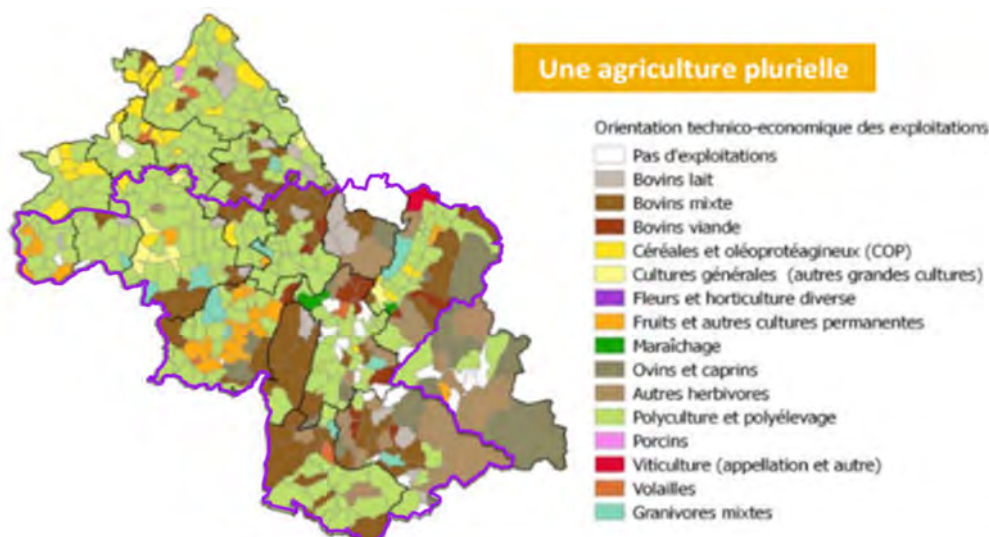 Une agriculture plurielle
Orientation technico-economique des exploitations
Pas d'exploitations
Bovins lait
Bovins mixte
Bovins viande
Céréales et oléoprotéagineux (COP)
Cultures générales (autres grandes cultures)
Fleurs et horticulture diverse
Fruits et autres cultures permanentes
Maraîchage
Ovins et caprins
Autres herbivores
Polyculture et polyélevage
Porcins
Viticulture (appellation et autre)
Volailles
Granivores mixtes